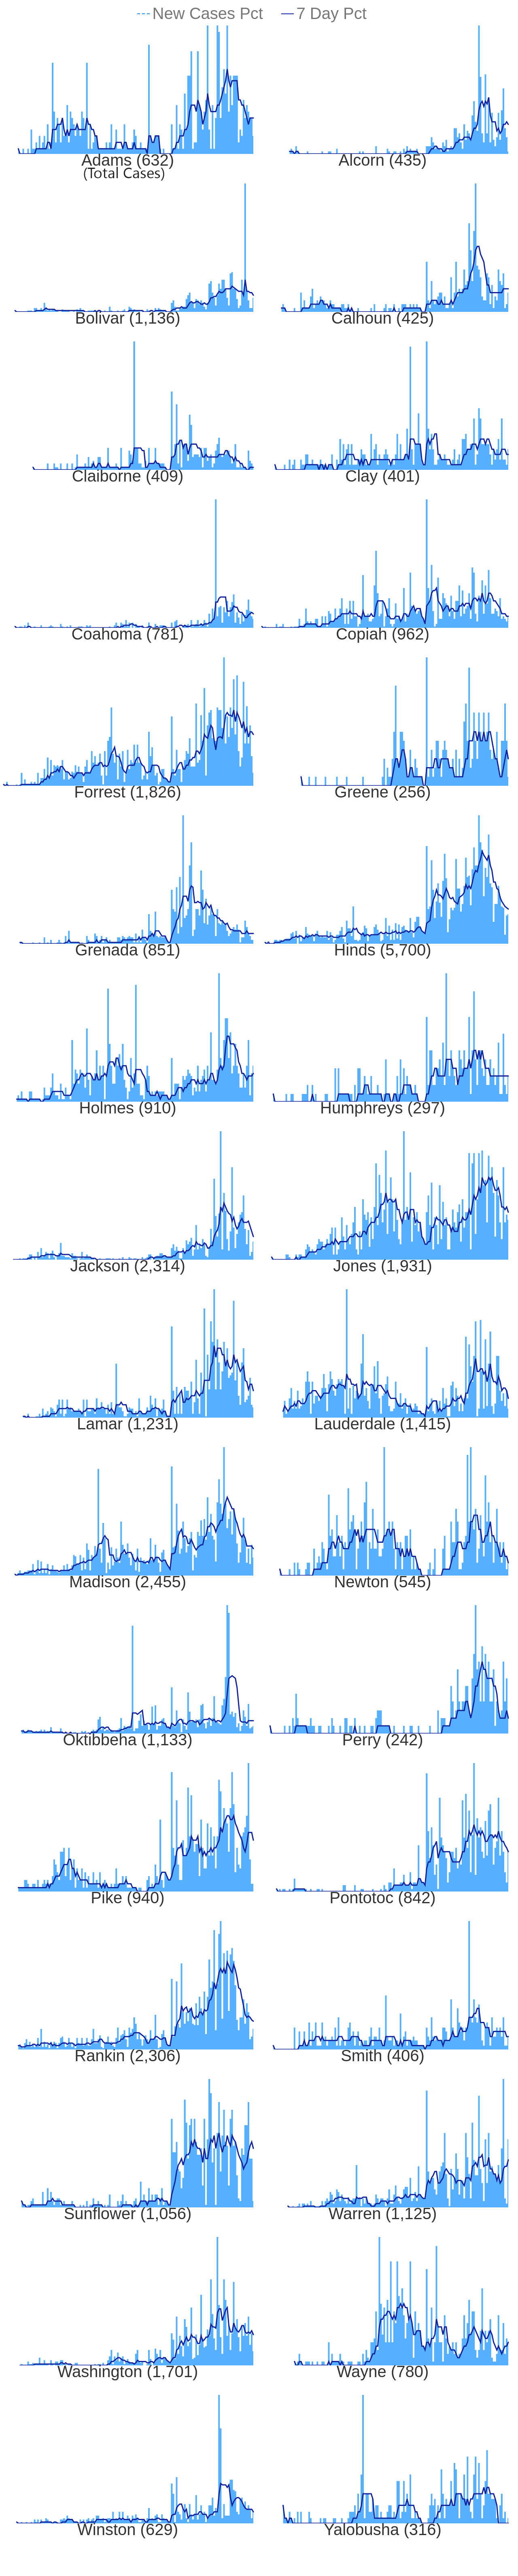 New Cases Pct 7 Day Pct
Adams (632) Alcorn (435)
(Total Cases)
Bolivar (1,136) Calhoun (425)
Claiborne (409) Clay (401)
Coahoma (781) Copiah (962)
Forrest (1,826) Greene (256)
Grenada (851) Hinds (5,700)
Holmes (910) Humphreys (297)
Jackson (2,314) Jones (1,931)
Lamar (1,231) Lauderdale (1,415)
Madison (2,455) Newton (545)
Oktibbeha (1,133) Perry (242)
Pike (940) Pontotoc (842)
Rankin (2,306) Smith (406)
Sunflower (1,056) Warren (1,125)
Washington (1,701) Wayne (780)
Winston (629) Yalobusha (316)